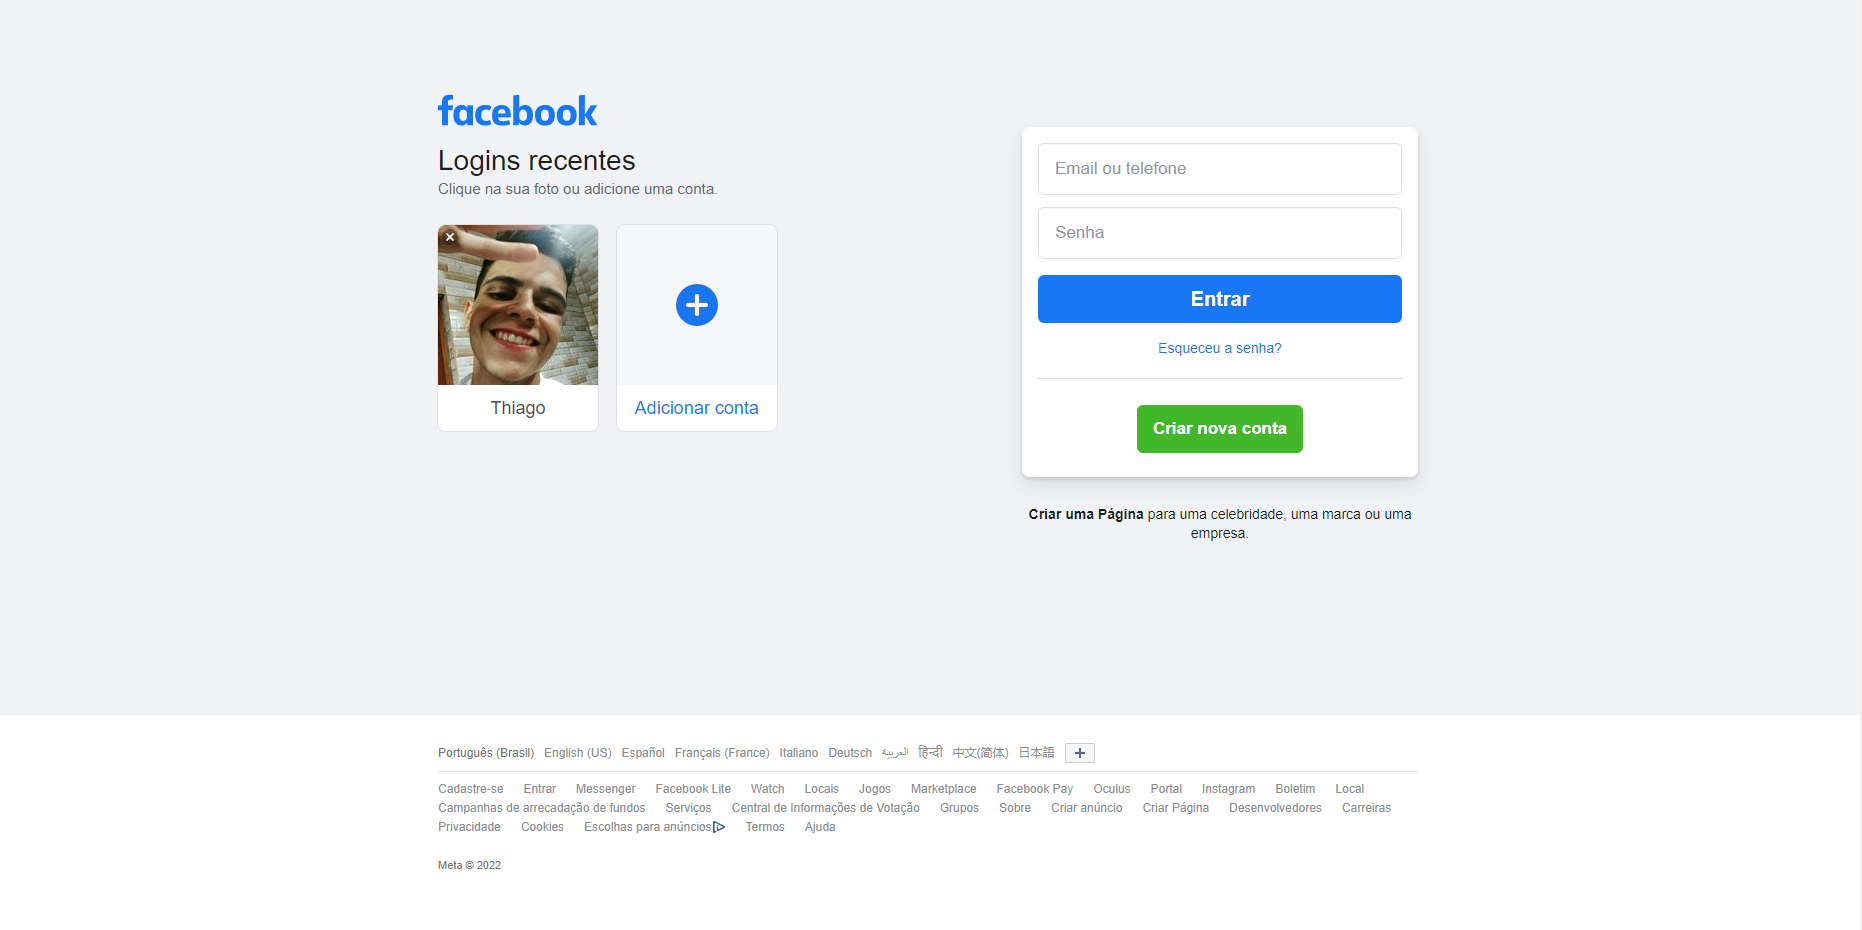 facebook
Logins recentes
Clique na sua foto ou adicione uma conta.
Thiago
Adicionar conta
Email ou telefone
Senha
Entrar
Esqueceu a senha?
Criar nova conta
Criar uma Página para uma celebridade, uma marca ou uma
empresa.
Português (Brasil) English (US) Español Français (France) Italiano Deutsch العربية हिन्दी 中文(简体) 日本語
Cadastre-se Entrar Messenger Facebook Lite Watch Locais Jogos Marketplace Facebook Pay Oculus Portal Instagram Boletim Local
Campanhas de arrecadação de fundos Serviços Central de Informações de Votação Grupos Sobre Criar anúncio Criar Página Desenvolvedores Carreiras
Privacidade Cookies Escolhas para anúncios Termos Ajuda
Meta © 2022